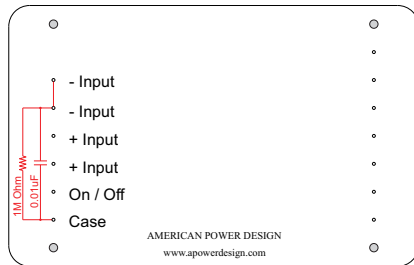 - Input
- Input
+ Input
+ Input
On / Off
Case
1M Ohm
0.01uF
AMERICAN POWER DESIGN
www.apowerdesign.com